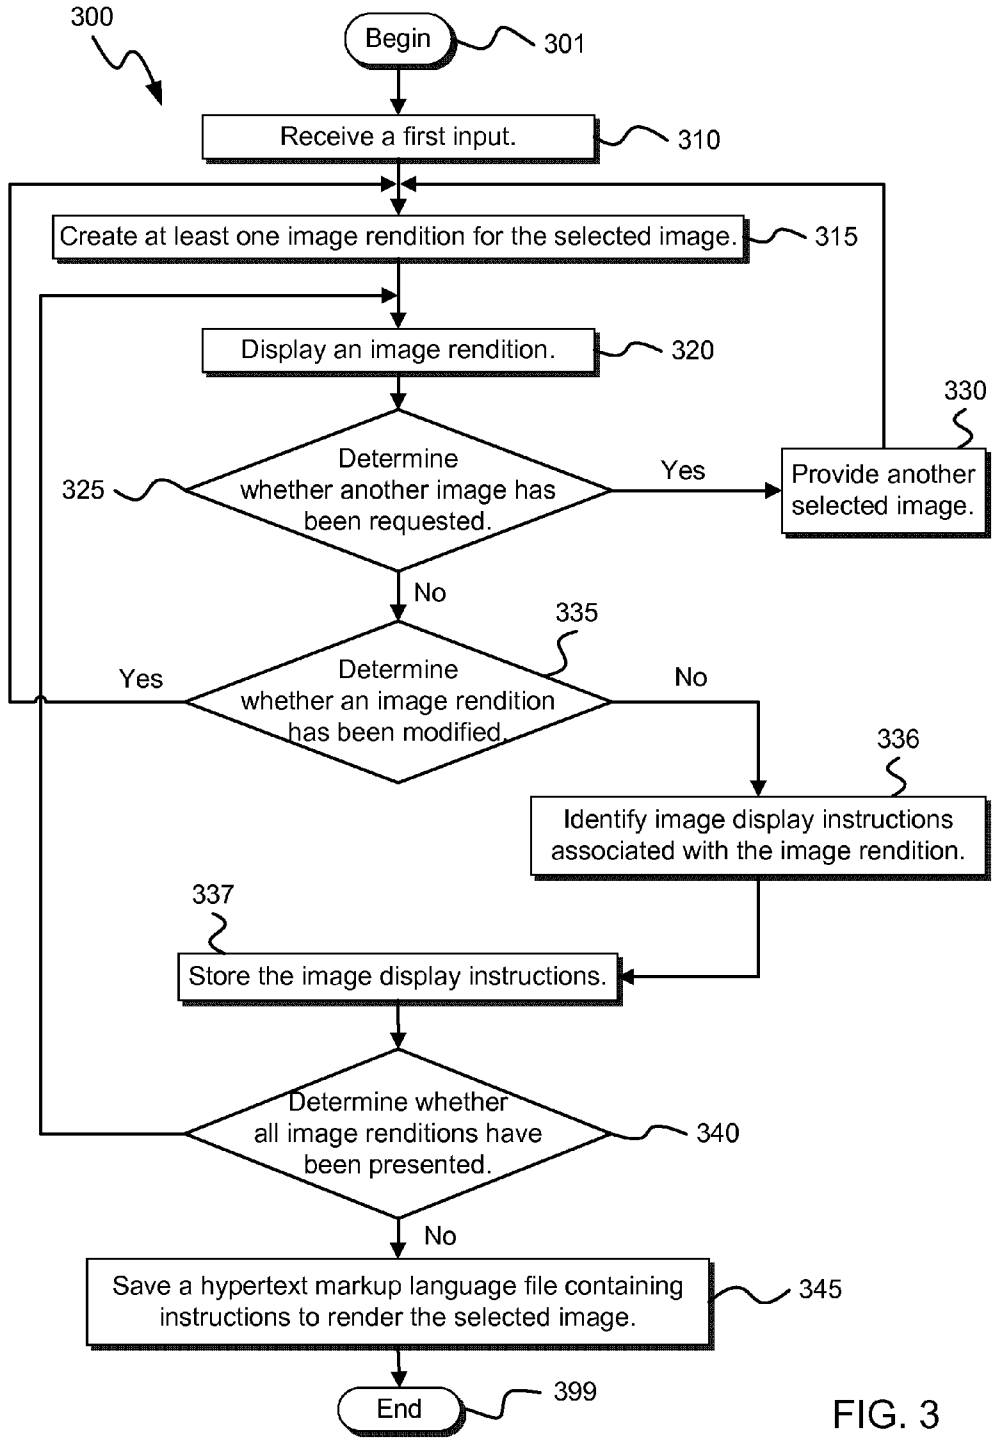 300
Begin
301
Receive a first input.
310
Create at least one image rendition for the selected image.
315
Display an image rendition.
320
330
Determine
whether another image has
been requested.
325
Yes
Provide another
selected image.
No
335
Determine
whether an image rendition
has been modified.
Yes
No
336
Identify image display instructions
associated with the image rendition.
337
Store the image display instructions.
Determine whether
all image renditions have
been presented.
340
No
Save a hypertext markup language file containing
instructions to render the selected image.
345
End
399
FIG. 3